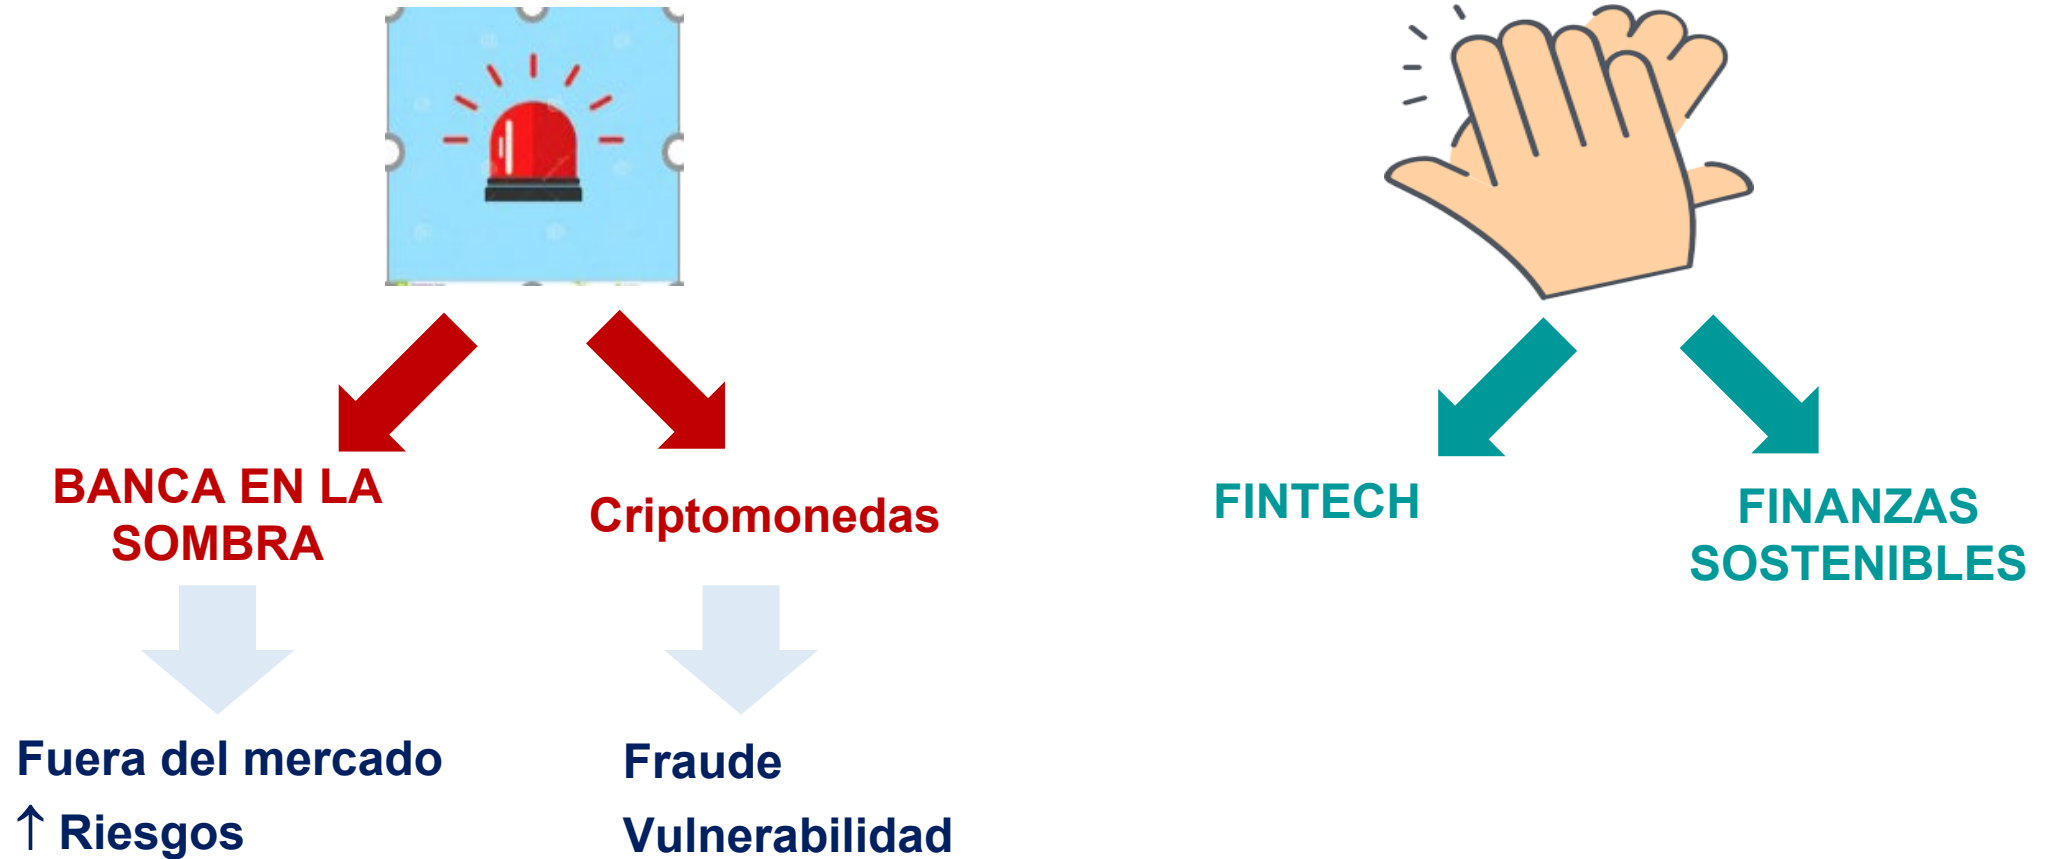 BANCA EN LA
SOMBRA
Criptomonedas
FINTECH
FINANZAS
SOSTENIBLES
Fuera del mercado
↑ Riesgos
Fraude
Vulnerabilidad